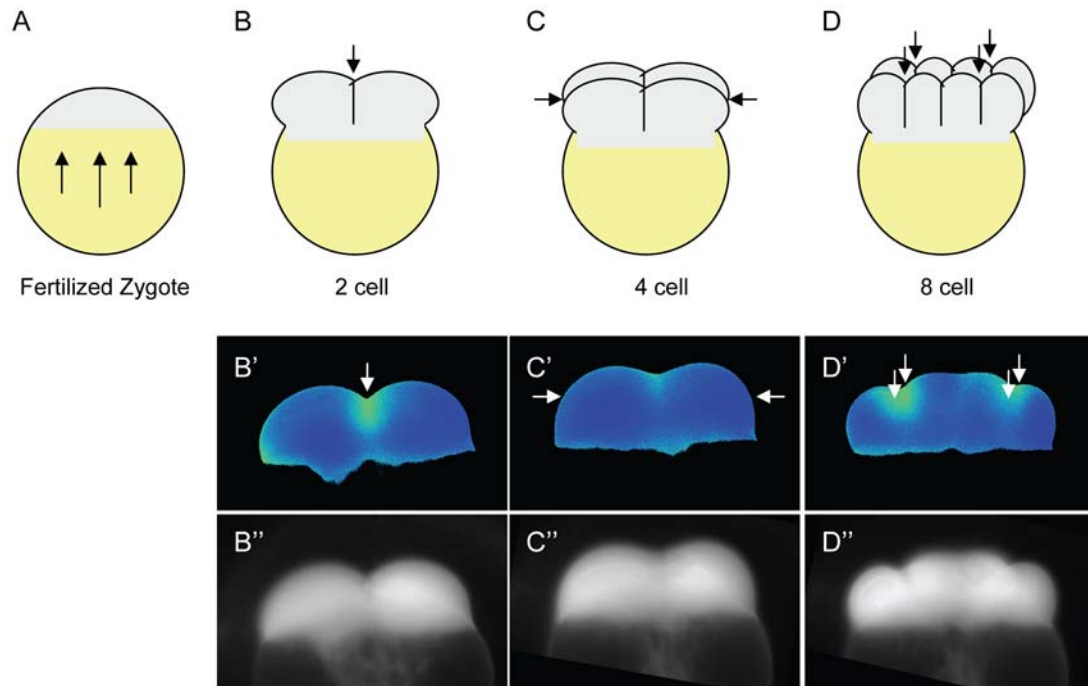 A
B
C
D
Fertilized Zygote
2 cell
4 cell
8 cell
B'
C'
D'
B''
C''
D''